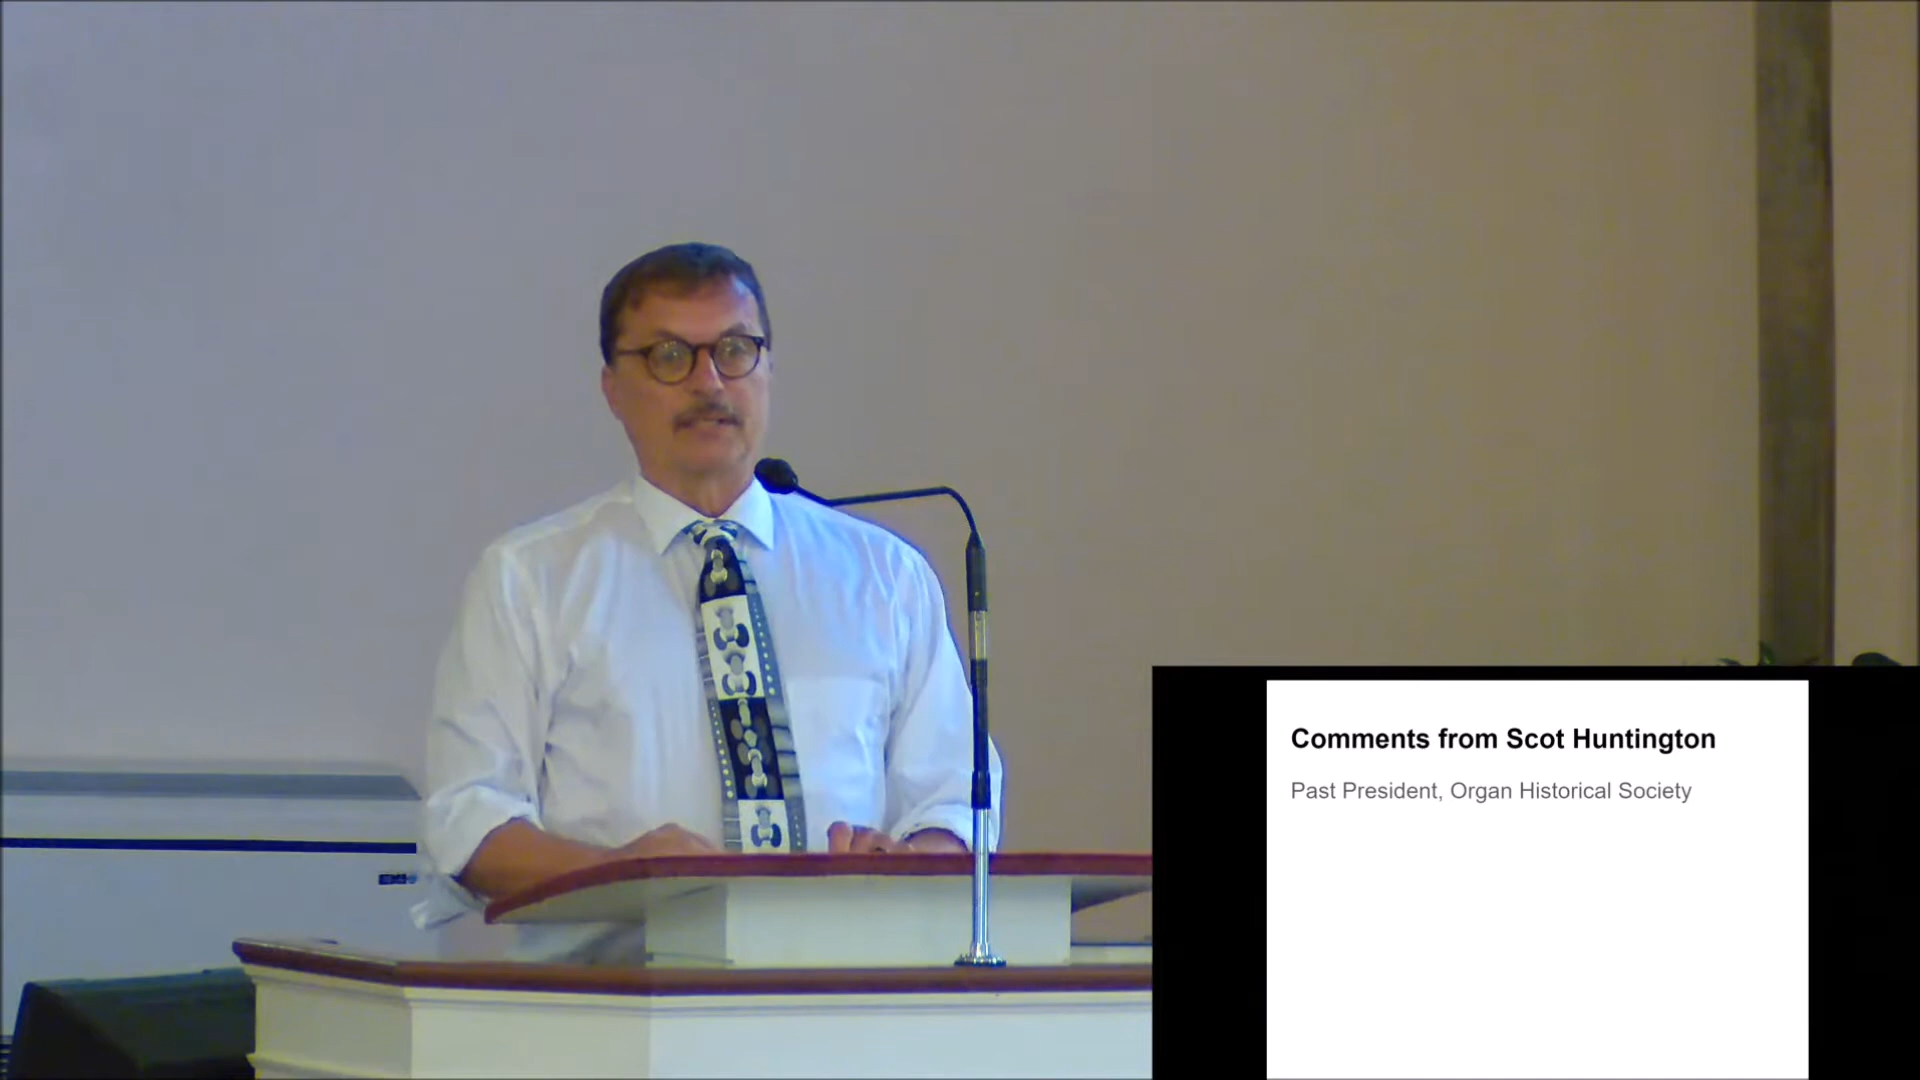 Comments from Scot Huntington
Past President, Organ Historical Society